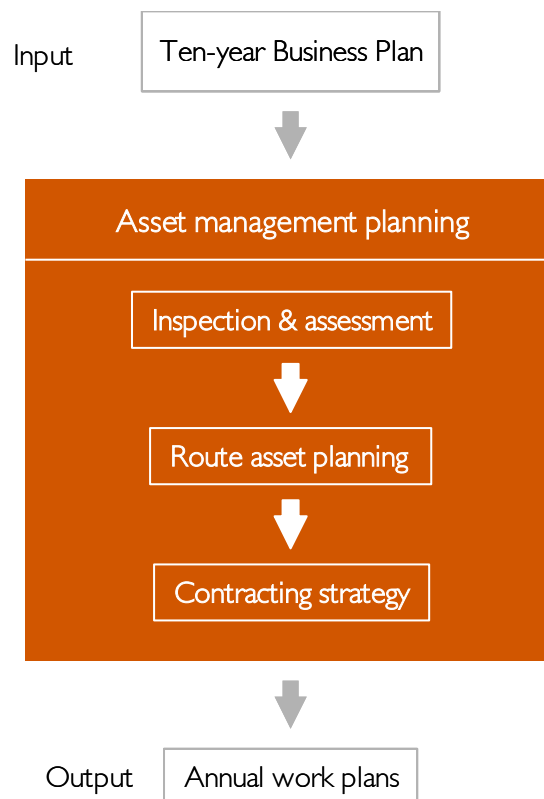 Input
Ten-year Business Plan
Asset management planning
Inspection & assessment
Route asset planning
Contracting strategy
Output
Annual work plans